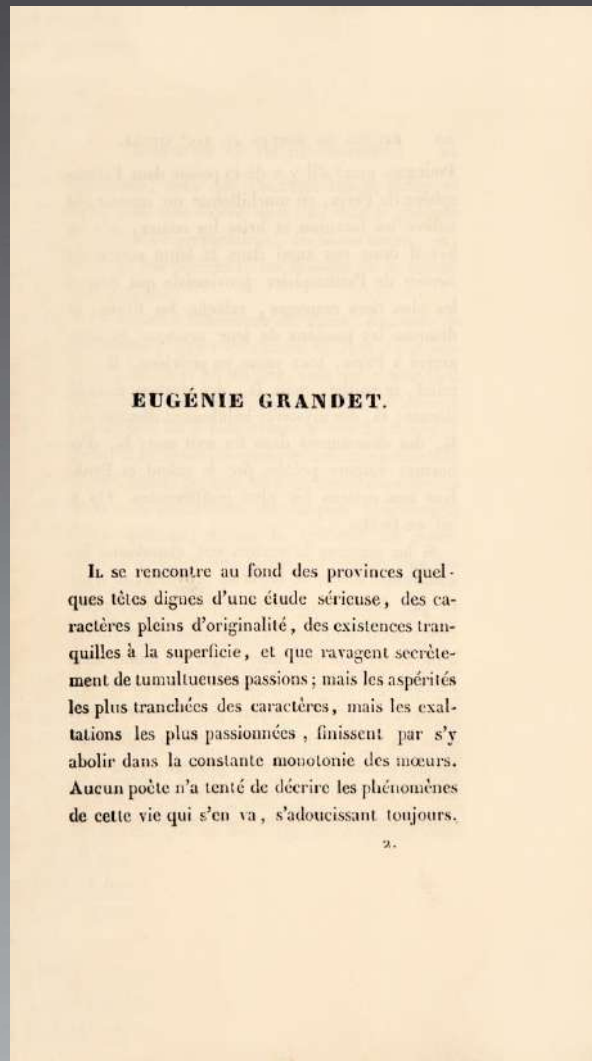 EUGÉNIE GRANDET.
IL se rencontre au fond des provinces quel-
ques têtes dignes d'une étude sérieuse, des ca-
ractères pleins d'originalité, des existences tran-
quilles à la superficie, et que ravagent secrète-
ment de tumultueuses passions ; mais les aspérités
les plus tranchées des caractères, mais les exal-
tations les plus passionnées , finissent par s'y
abolir dans la constante monotonie des mœurs.
Aucun poète n'a tenté de décrire les phénomènes
de cette vie qui s'en va, s'adoucissant toujours.
2.